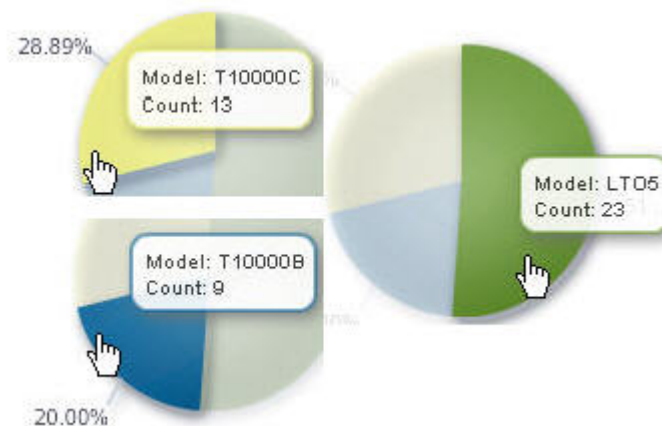 28.89%
Model: T10000C
Count: 13
Model: T10000B
Count: 9
20.00%
Model: LTO5
Count: 23